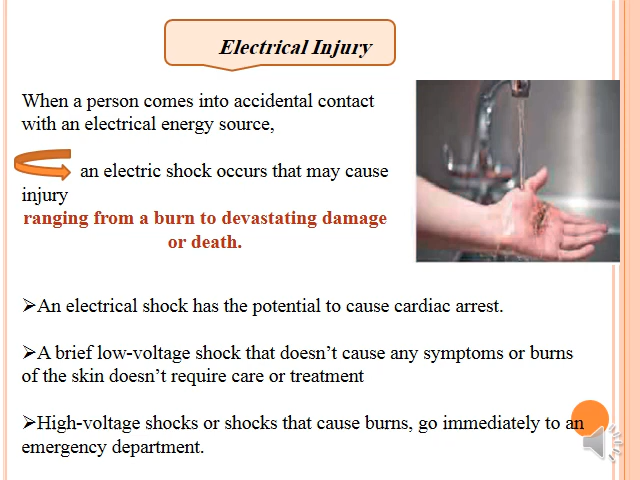 Electrical Injury
When a person comes into accidental contact
with an electrical energy source,
an electric shock occurs that may cause
injury
ranging from a burn to devastating damage
or death.
➢An electrical shock has the potential to cause cardiac arrest.
➢A brief low-voltage shock that doesn’t cause any symptoms or burns
of the skin doesn’t require care or treatment
➢High-voltage shocks or shocks that cause burns, go immediately to an
emergency department.